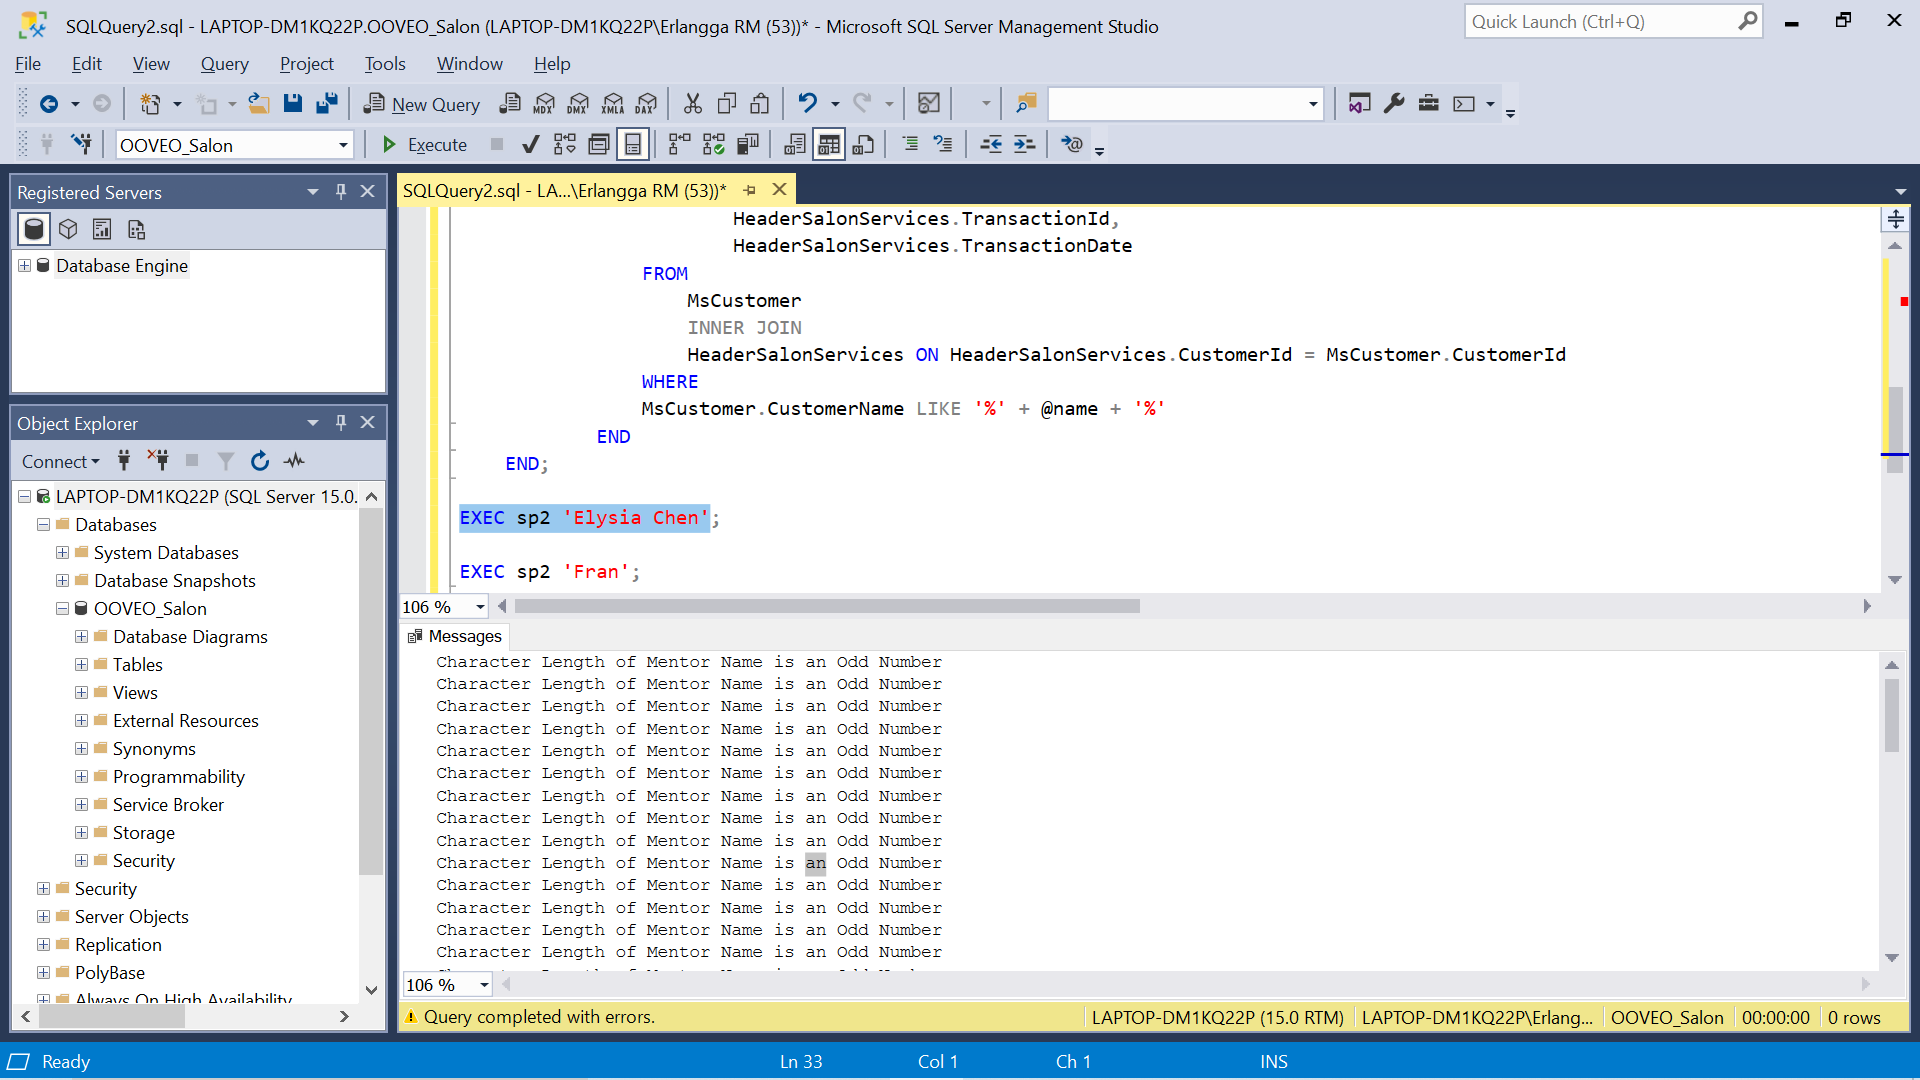 SQLQuery2.sql - LAPTOP-DM1KQ22P.OOVEO_Salon (LAPTOP-DM1KQ22P\Erlangga RM (53))* - Microsoft SQL Server Management Studio
Quick Launch (Ctrl+Q)
File Edit View Query Project Tools Window Help
New Query MDX DMX XMLA DAX
OOVEO_Salon Execute
Registered Servers
Database Engine
Object Explorer
Connect
LAPTOP-DM1KQ22P (SQL Server 15.0.
Databases
System Databases
Database Snapshots
OOVEO_Salon
Database Diagrams
Tables
Views
External Resources
Synonyms
Programmability
Service Broker
Storage
Security
Security
Server Objects
Replication
PolyBase
Always On High Availability
SQLQuery2.sql - LA...\Erlangga RM (53))*
HeaderSalonServices.TransactionId,
HeaderSalonServices.TransactionDate
FROM
MsCustomer
INNER JOIN
HeaderSalonServices ON HeaderSalonServices.CustomerId = MsCustomer.CustomerId
WHERE
MsCustomer.CustomerName LIKE '%' + @name + '%'
END
END;
EXEC sp2 'Elysia Chen';
EXEC sp2 'Fran';
106 %
Messages
Character Length of Mentor Name is an Odd Number
Character Length of Mentor Name is an Odd Number
Character Length of Mentor Name is an Odd Number
Character Length of Mentor Name is an Odd Number
Character Length of Mentor Name is an Odd Number
Character Length of Mentor Name is an Odd Number
Character Length of Mentor Name is an Odd Number
Character Length of Mentor Name is an Odd Number
Character Length of Mentor Name is an Odd Number
Character Length of Mentor Name is an Odd Number
Character Length of Mentor Name is an Odd Number
Character Length of Mentor Name is an Odd Number
Character Length of Mentor Name is an Odd Number
Character Length of Mentor Name is an Odd Number
106 %
Query completed with errors. LAPTOP-DM1KQ22P (15.0 RTM) LAPTOP-DM1KQ22P\Erlang... OOVEO_Salon 00:00:00 0 rows
Ready Ln 33 Col 1 Ch 1 INS